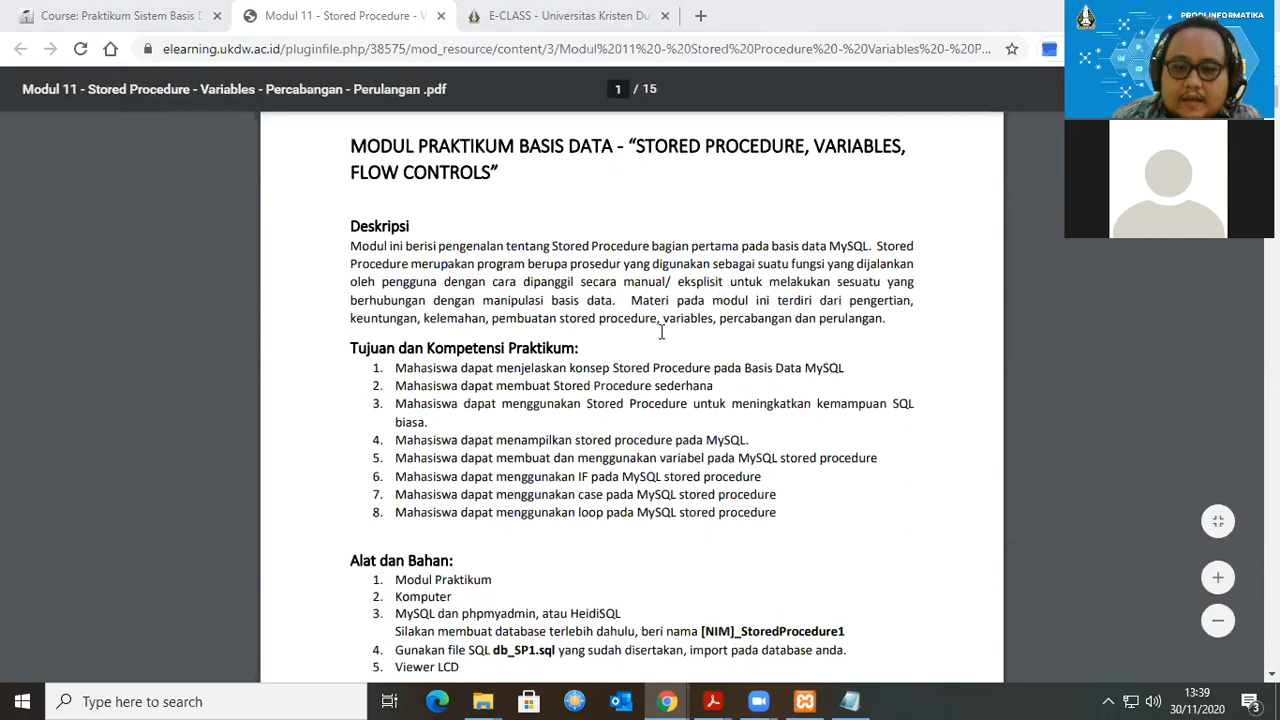 Course: Praktikum Sistem Basis D
Modul 11 - Stored Procedure - V
E-CLASS - Universitas Kristen Du
elearning.ukdw.ac.id/pluginfile.php/38575/mod_resource/content/3/Modul%2011%20-%20Stored%20Procedure%20-%20Variables%20-%20P...
PRODI INFORMATIKA
Modul 11 - Stored Procedure - Variables - Percabangan - Perulangan .pdf
1 / 15
MODUL PRAKTIKUM BASIS DATA - “STORED PROCEDURE, VARIABLES,
FLOW CONTROLS”
Deskripsi
Modul ini berisi pengenalan tentang Stored Procedure bagian pertama pada basis data MySQL. Stored
Procedure merupakan program berupa prosedur yang digunakan sebagai suatu fungsi yang dijalankan
oleh pengguna dengan cara dipanggil secara manual/ eksplisit untuk melakukan sesuatu yang
berhubungan dengan manipulasi basis data. Materi pada modul ini terdiri dari pengertian,
keuntungan, kelemahan, pembuatan stored procedure, variables, percabangan dan perulangan.
Tujuan dan Kompetensi Praktikum:
1. Mahasiswa dapat menjelaskan konsep Stored Procedure pada Basis Data MySQL
2. Mahasiswa dapat membuat Stored Procedure sederhana
3. Mahasiswa dapat menggunakan Stored Procedure untuk meningkatkan kemampuan SQL
biasa.
4. Mahasiswa dapat menampilkan stored procedure pada MySQL.
5. Mahasiswa dapat membuat dan menggunakan variabel pada MySQL stored procedure
6. Mahasiswa dapat menggunakan IF pada MySQL stored procedure
7. Mahasiswa dapat menggunakan case pada MySQL stored procedure
8. Mahasiswa dapat menggunakan loop pada MySQL stored procedure
Alat dan Bahan:
1. Modul Praktikum
2. Komputer
3. MySQL dan phpmyadmin, atau HeidiSQL
Silakan membuat database terlebih dahulu, beri nama [NIM]_StoredProcedure1
4. Gunakan file SQL db_SP1.sql yang sudah disertakan, import pada database anda.
5. Viewer LCD
Type here to search
13:39
30/11/2020
3